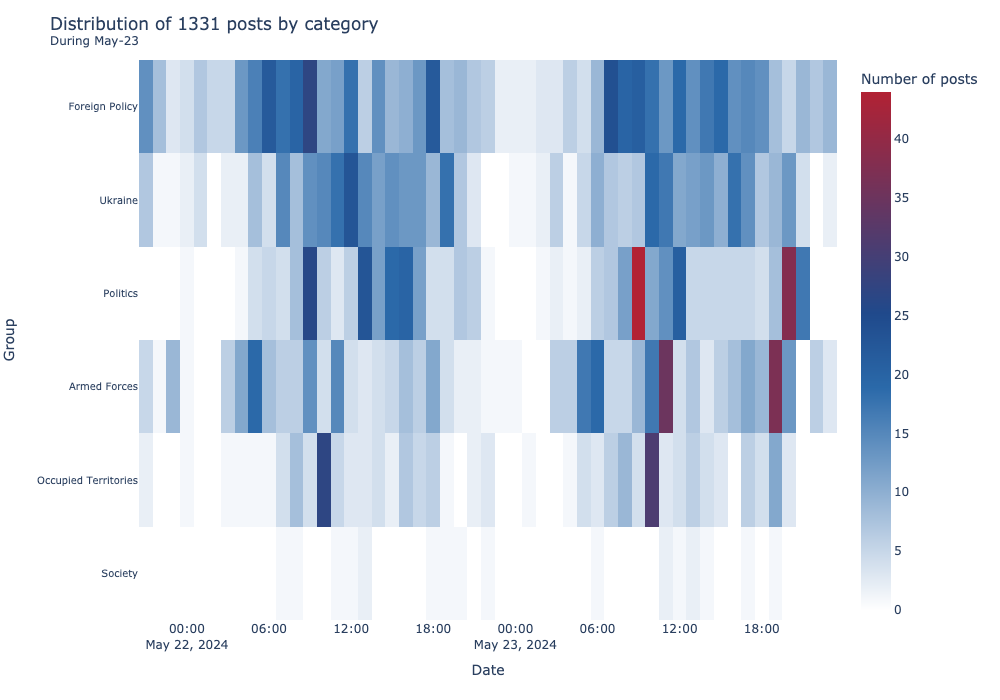 Distribution of 1331 posts by category
During May-23
Number of posts
Foreign Policy
Ukraine
Politics
Armed Forces
Occupied Territories
Society
Group
40
35
30
25
20
15
10
5
0
00:00 06:00 12:00 18:00 00:00 06:00 12:00 18:00
May 22, 2024 May 23, 2024
Date